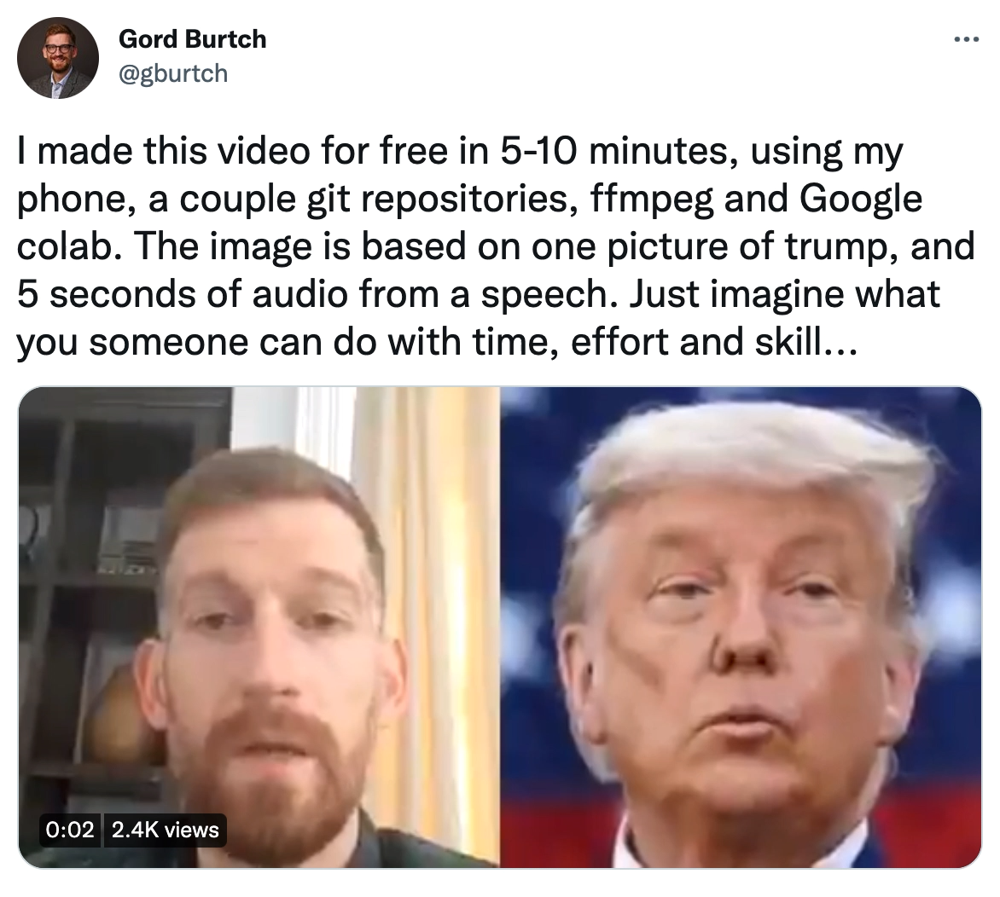 Gord Burtch
@gburtch
I made this video for free in 5-10 minutes, using my
phone, a couple git repositories, ffmpeg and Google
colab. The image is based on one picture of trump, and
5 seconds of audio from a speech. Just imagine what
you someone can do with time, effort and skill...
0:02 2.4K views